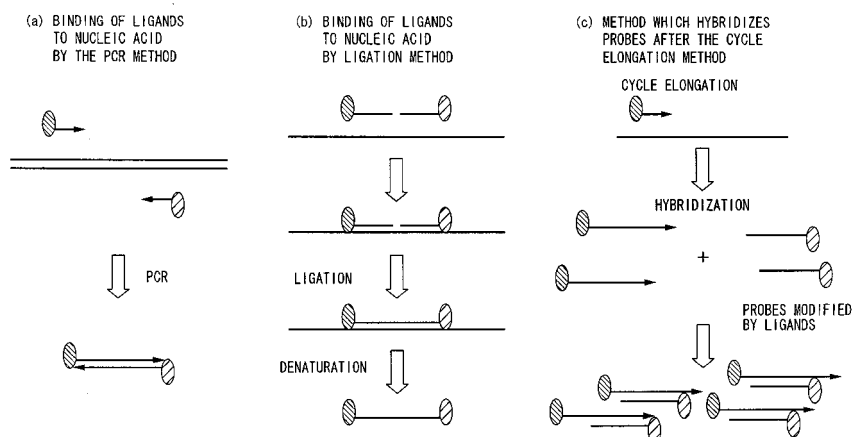 (a) BINDING OF LIGANDS
TO NUCLEIC ACID
BY THE PCR METHOD
PCR
(b) BINDING OF LIGANDS
TO NUCLEIC ACID
BY LIGATION METHOD
LIGATION
DENATURATION
(c) METHOD WHICH HYBRIDIZES
PROBES AFTER THE CYCLE
ELONGATION METHOD
CYCLE ELONGATION
HYBRIDIZATION
+
PROBES MODIFIED
BY LIGANDS